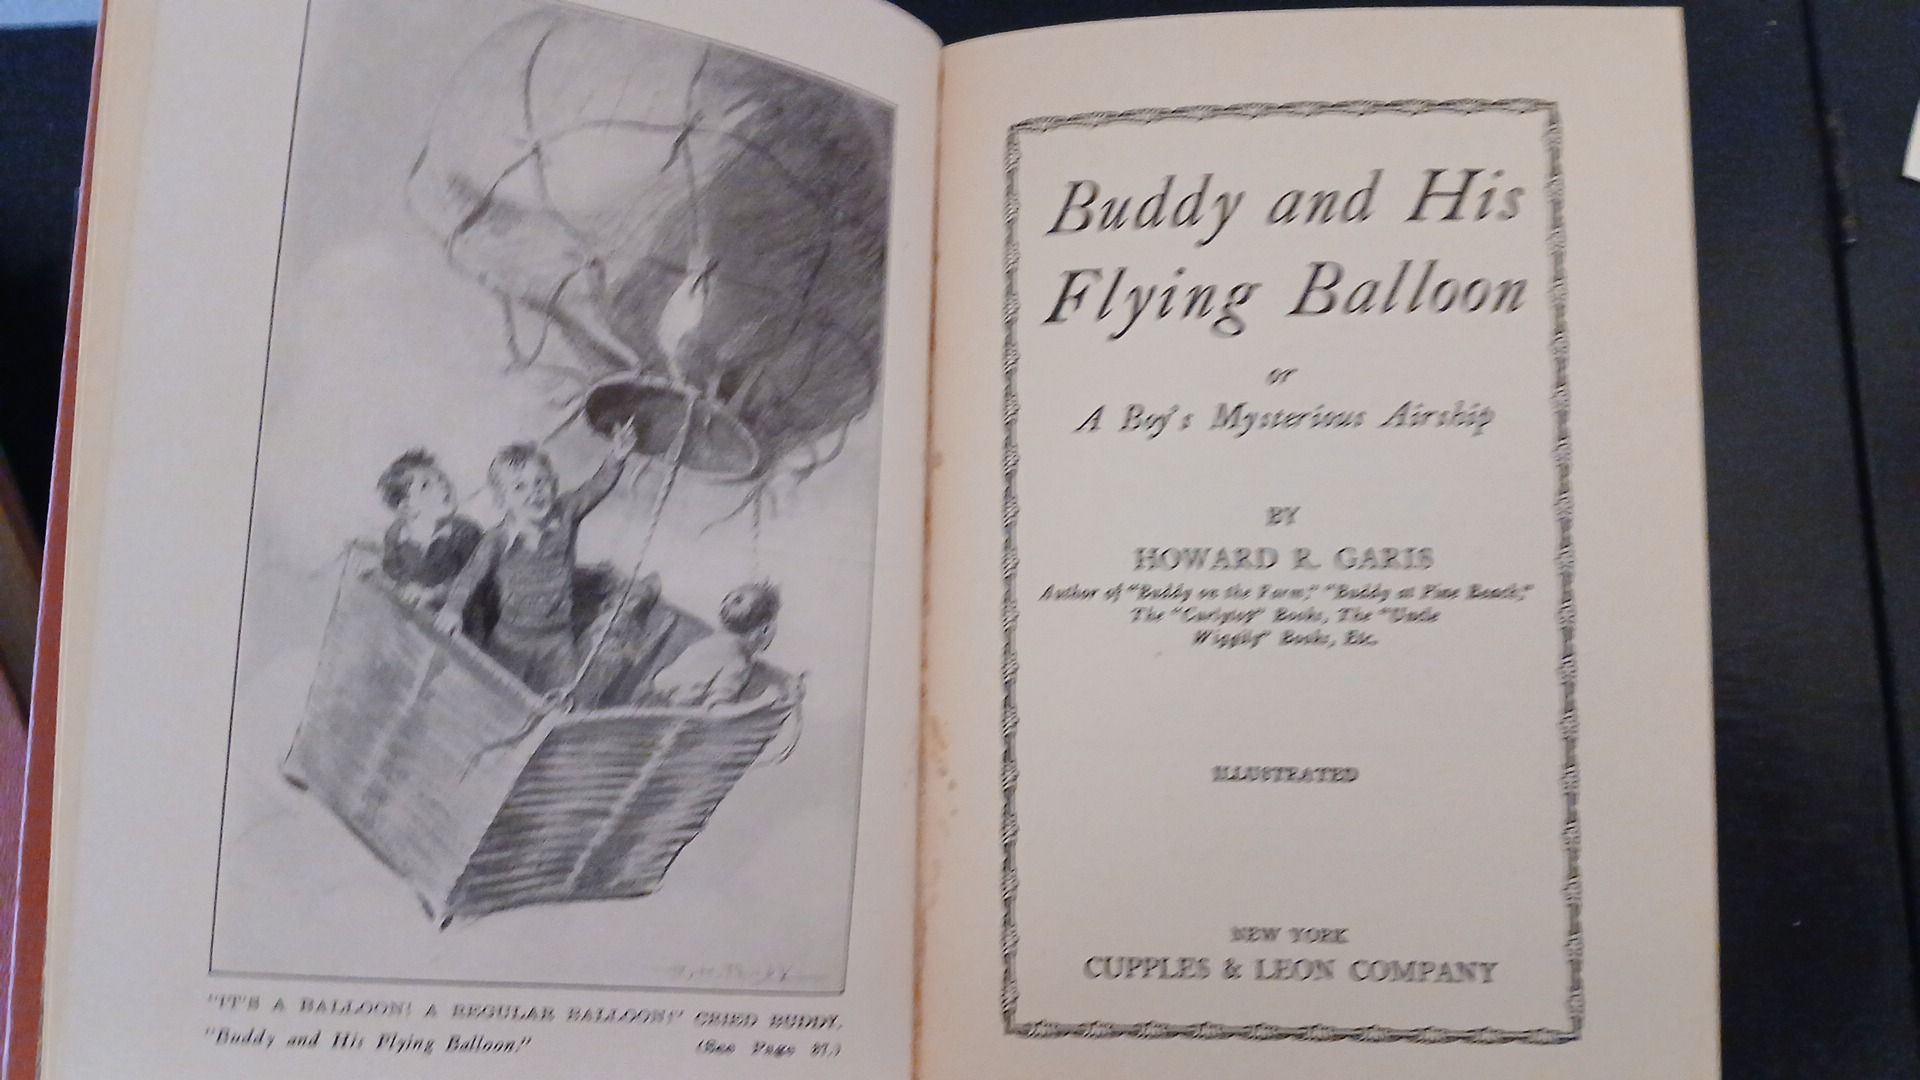 "IT'S A BALLOON! A REGULAR BALLOON!" CRIED BUDDY.
"Buddy and His Flying Balloon." (See Page
Buddy and His
Flying Balloon
or
A Boy's Mysterious Airship
BY
HOWARD R. GARIS
Author of "Buddy on the Farm," "Buddy at Pine Beach,"
The "Curlytop" Books, The "Uncle
Wiggily" Books, Etc.
ILLUSTRATED
NEW YORK
CUPPLES & LEON COMPANY